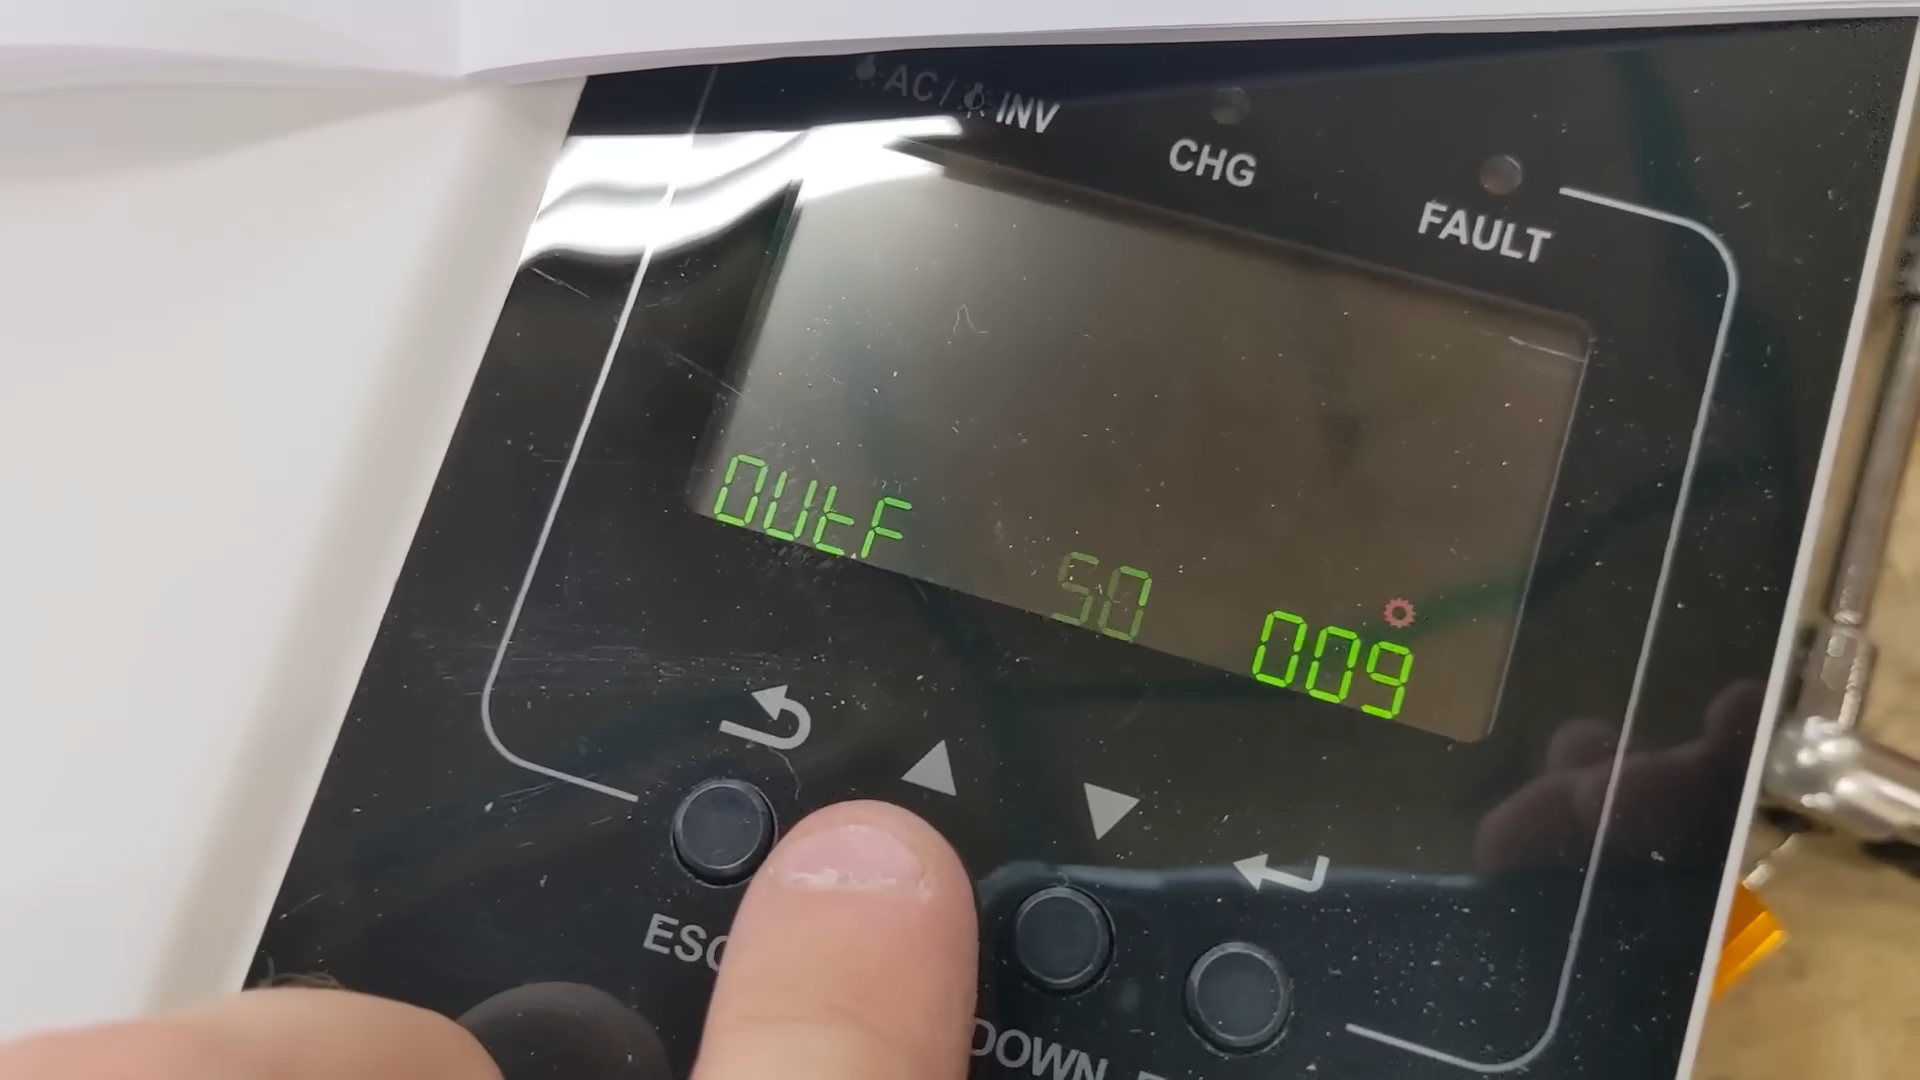 AC/ INV
CHG
FAULT
OUtF
50
009
ESC
DOWN